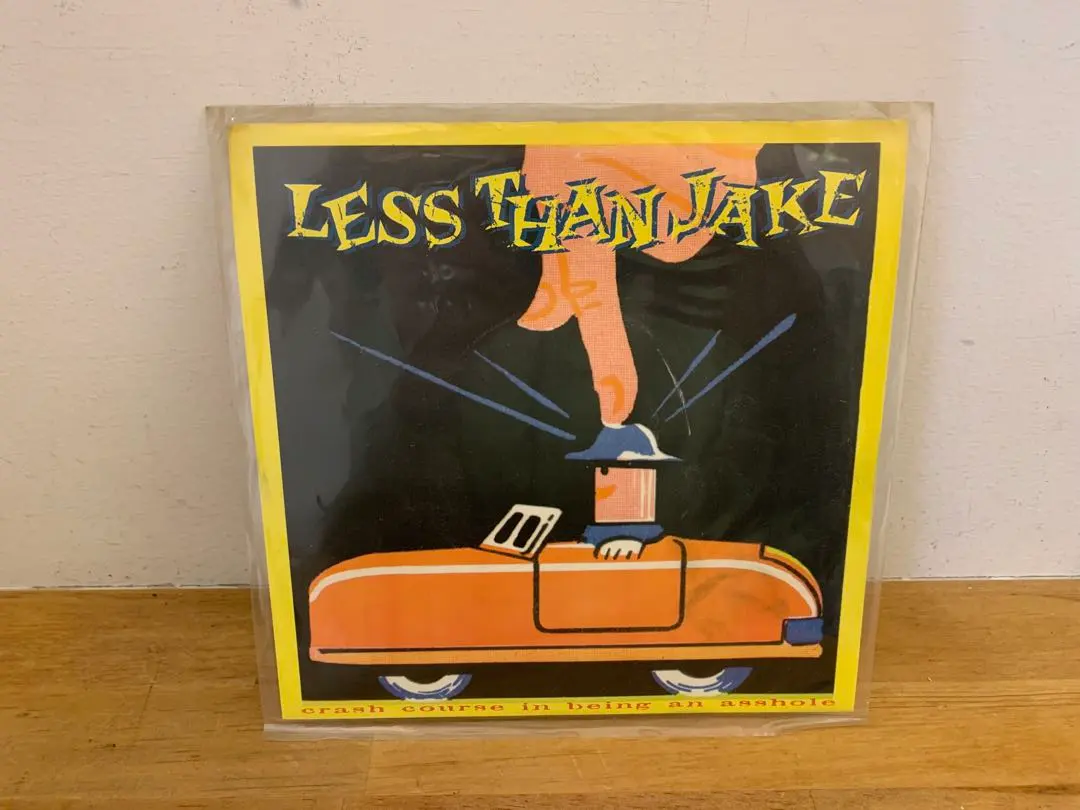 LESS THAN JAKE
crash course in being an asshole